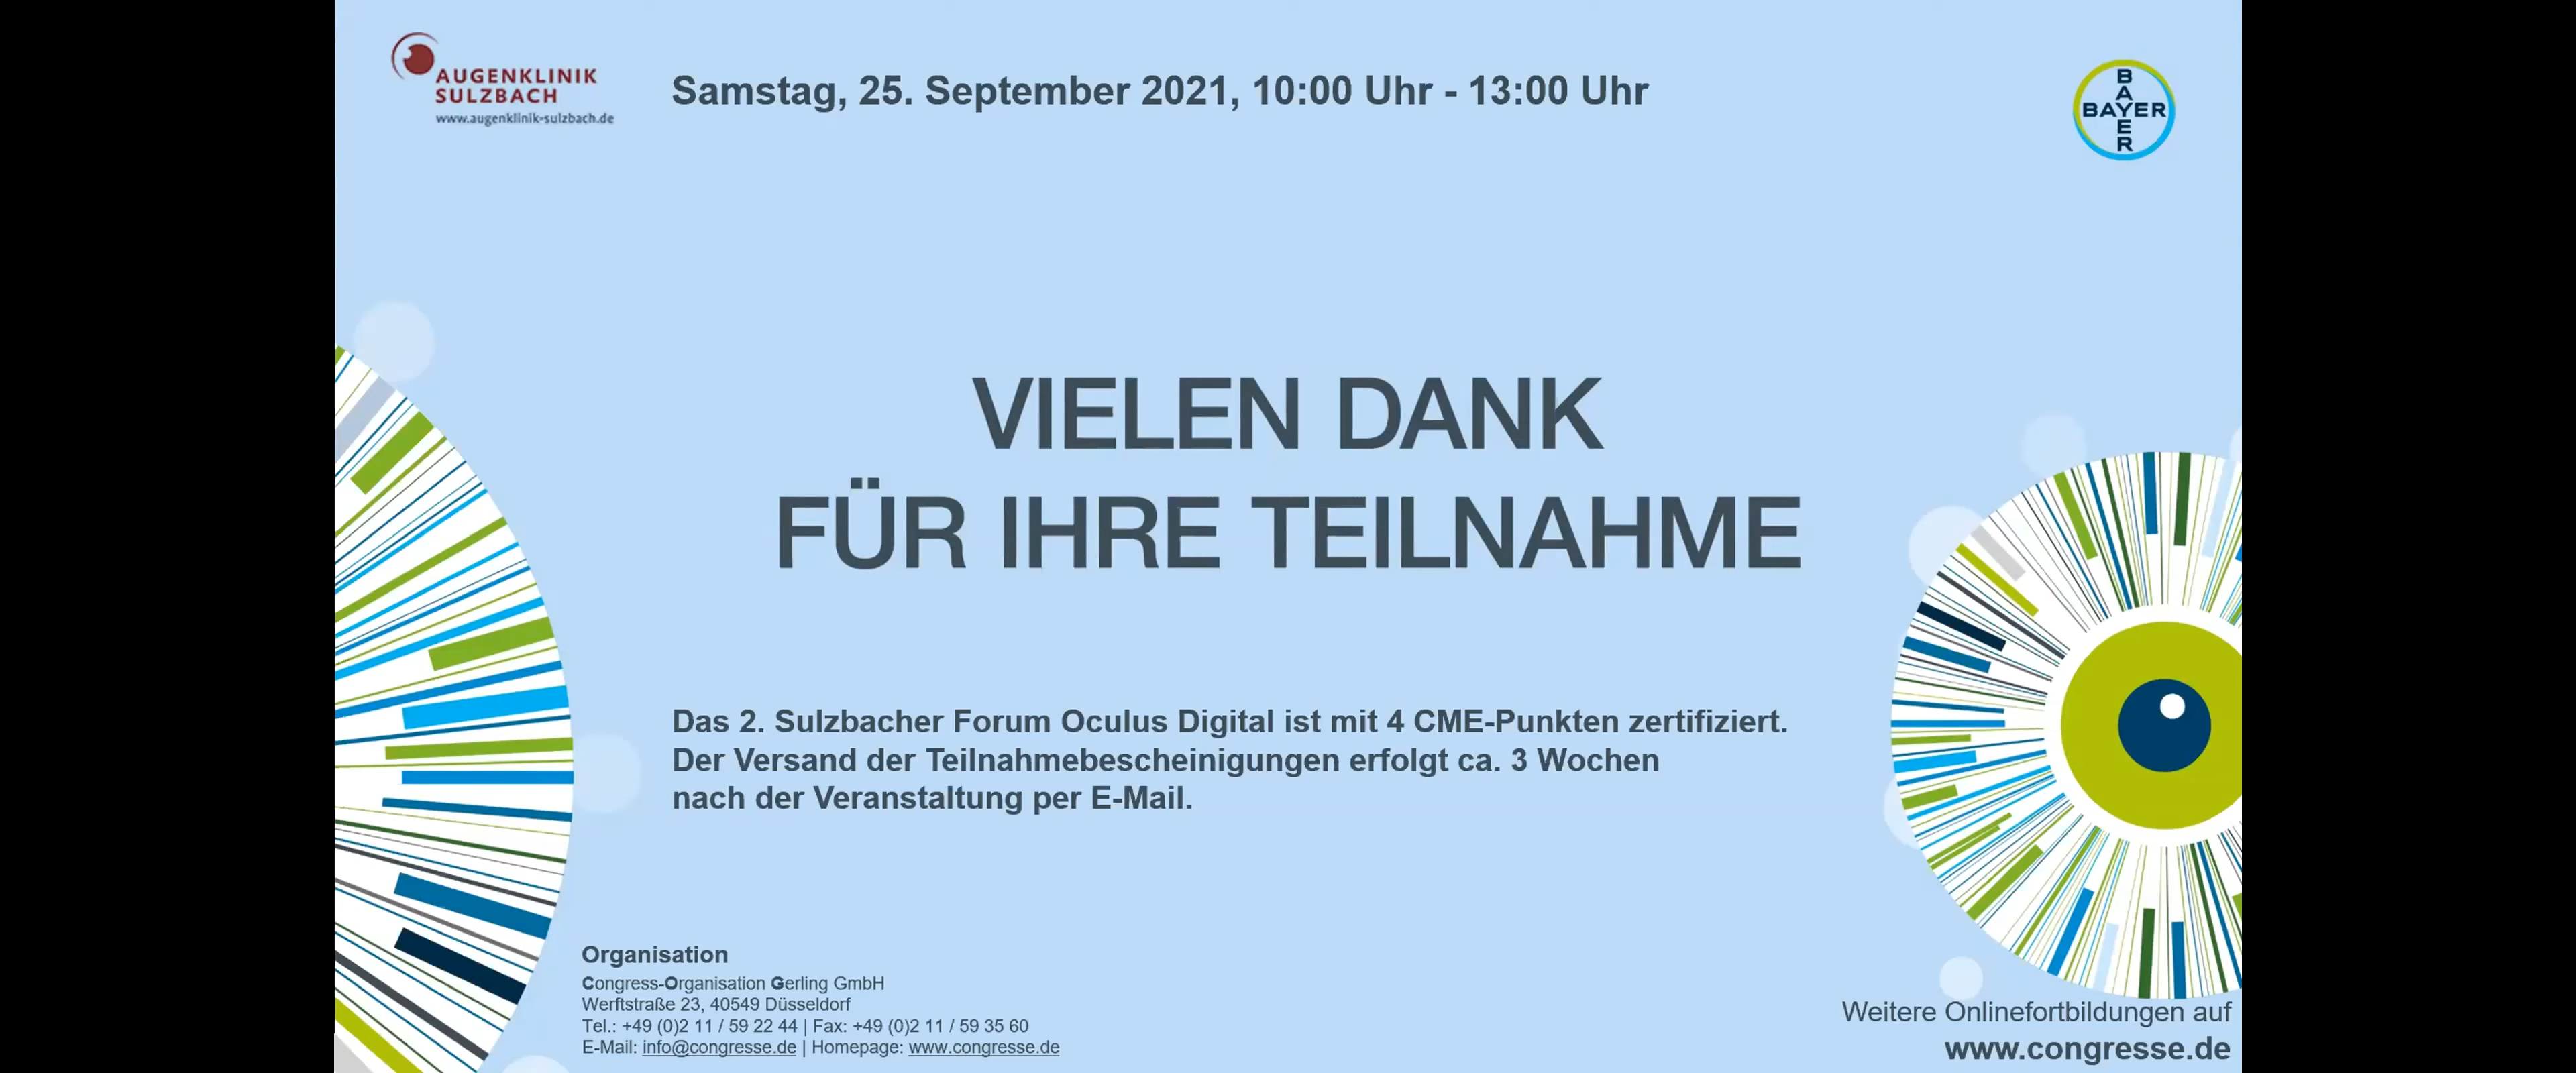 AUGENKLINIK
SULZBACH
www.augenklinik-sulzbach.de
Samstag, 25. September 2021, 10:00 Uhr - 13:00 Uhr
BAYER
BAYER
VIELEN DANK
FÜR IHRE TEILNAHME
Das 2. Sulzbacher Forum Oculus Digital ist mit 4 CME-Punkten zertifiziert.
Der Versand der Teilnahmebescheinigungen erfolgt ca. 3 Wochen
nach der Veranstaltung per E-Mail.
Organisation
Congress-Organisation Gerling GmbH
Werftstraße 23, 40549 Düsseldorf
Tel.: +49 (0)2 11 / 59 22 44 | Fax: +49 (0)2 11 / 59 35 60
E-Mail: info@congresse.de | Homepage: www.congresse.de
Weitere Onlinefortbildungen auf
www.congresse.de